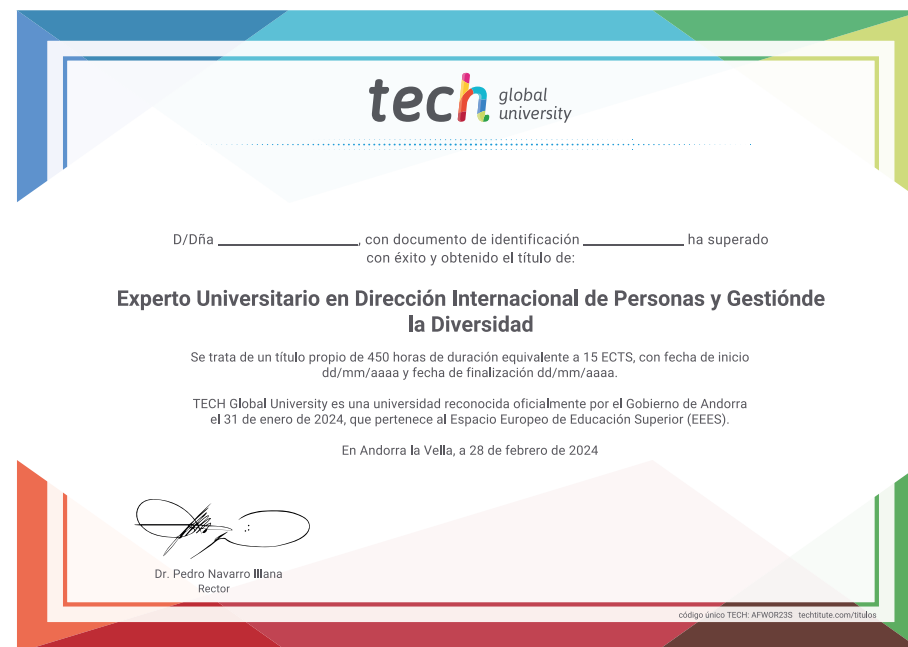 tech global university
D/Dña ____________________, con documento de identificación ______________ ha superado
con éxito y obtenido el título de:
Experto Universitario en Dirección Internacional de Personas y Gestiónde
la Diversidad
Se trata de un título propio de 450 horas de duración equivalente a 15 ECTS, con fecha de inicio
dd/mm/aaaa y fecha de finalización dd/mm/aaaa.
TECH Global University es una universidad reconocida oficialmente por el Gobierno de Andorra
el 31 de enero de 2024, que pertenece al Espacio Europeo de Educación Superior (EEES).
En Andorra la Vella, a 28 de febrero de 2024
Dr. Pedro Navarro Illana
Rector
código único TECH: AFWOR23S techtitute.com/titulos